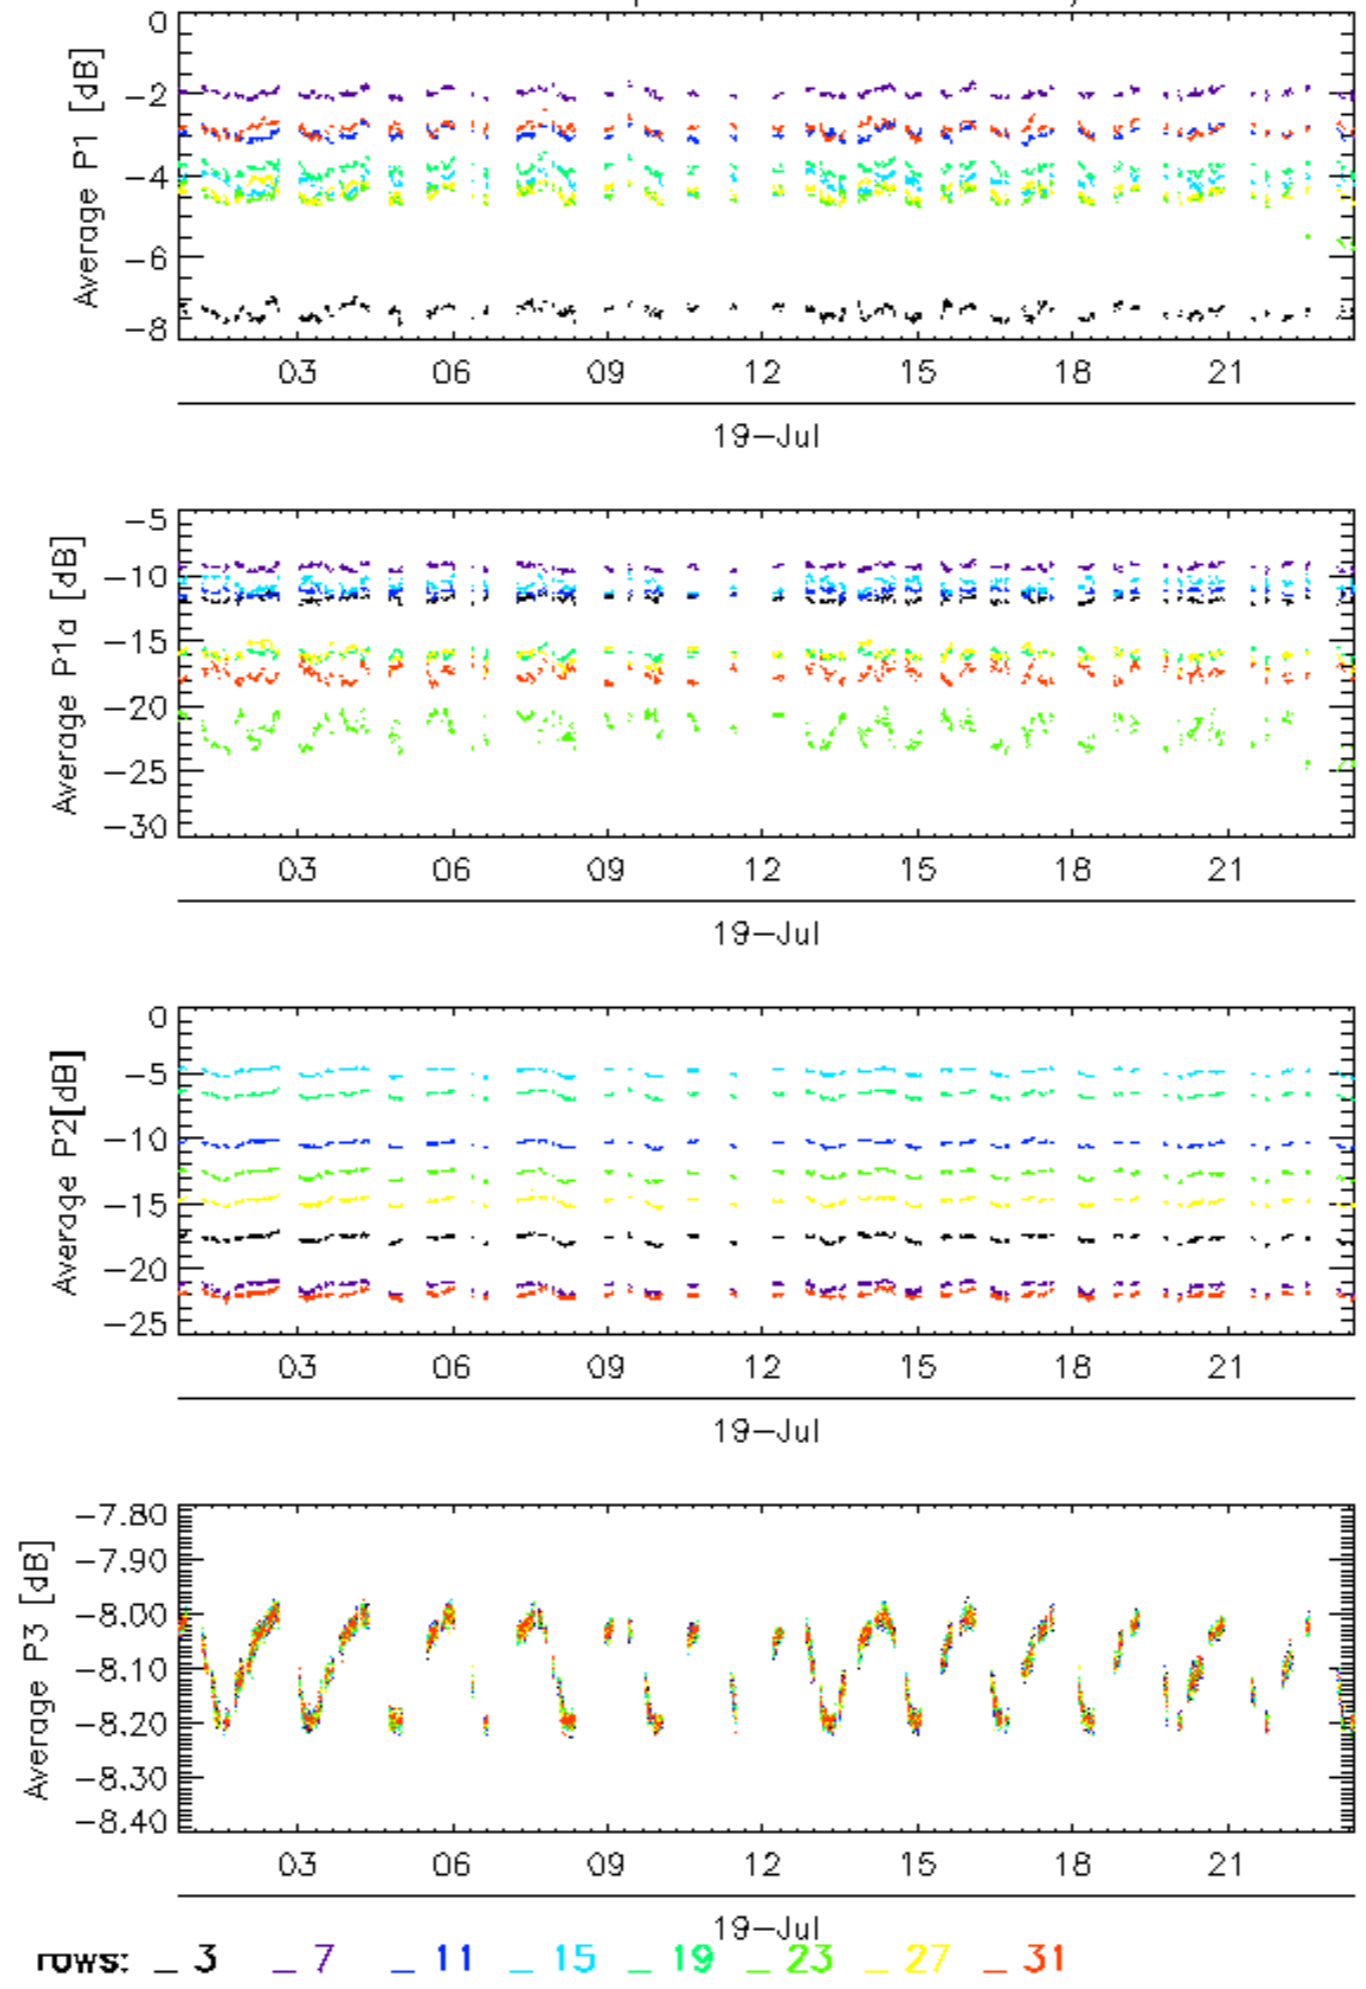 0
-2
-4
-6
-8
Average P1 [dB]
03 06 09 12 15 18 21
19-Jul
-5
-10
-15
-20
-25
-30
Average P1a [dB]
03 06 09 12 15 18 21
19-Jul
0
-5
-10
-15
-20
-25
Average P2[dB]
03 06 09 12 15 18 21
19-Jul
-7.80
-7.90
-8.00
-8.10
-8.20
-8.30
-8.40
Average P3 [dB]
03 06 09 12 15 18 21
19-Jul
rows: _ 3 _ 7 _ 11 _ 15 _ 19 _ 23 _ 27 _ 31